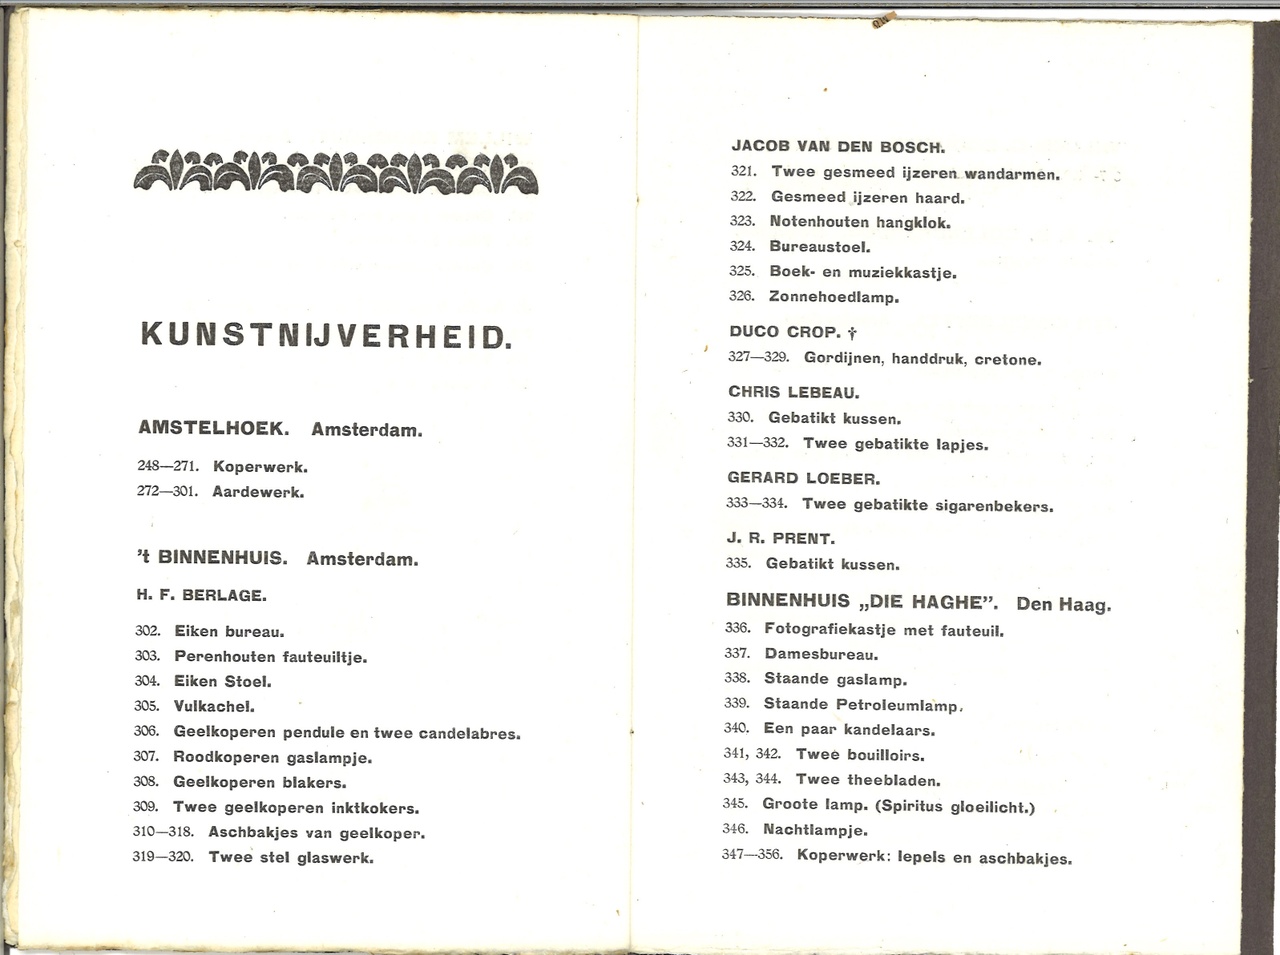 KUNSTNIJVERHEID.
AMSTELHOEK. Amsterdam.
248—271. Koperwerk.
272—301. Aardewerk.
't BINNENHUIS. Amsterdam.
H. F. BERLAGE.
302. Eiken bureau.
303. Perenhouten fauteuiltje.
304. Eiken Stoel.
305. Vulkachel.
306. Geelkoperen pendule en twee candelabres.
307. Roodkoperen gaslampje.
308. Geelkoperen blakers.
309. Twee geelkoperen inktkokers.
310—318. Aschbakjes van geelkoper.
319—320. Twee stel glaswerk.
JACOB VAN DEN BOSCH.
321. Twee gesmeed ijzeren wandarmen.
322. Gesmeed ijzeren haard.
323. Notenhouten hangklok.
324. Bureaustoel.
325. Boek- en muziekkastje.
326. Zonnehoedlamp.
DUCO CROP. †
327—329. Gordijnen, handdruk, cretone.
CHRIS LEBEAU.
330. Gebatikt kussen.
331—332. Twee gebatikte lapjes.
GERARD LOEBER.
333—334. Twee gebatikte sigarenbekers.
J. R. PRENT.
335. Gebatikt kussen.
BINNENHUIS „DIE HAGHE”. Den Haag.
336. Fotografiekastje met fauteuil.
337. Damesbureau.
338. Staande gaslamp.
339. Staande Petroleumlamp.
340. Een paar kandelaars.
341, 342. Twee bouilloirs.
343, 344. Twee theebladen.
345. Groote lamp. (Spiritus gloeilicht.)
346. Nachtlampje.
347—356. Koperwerk: lepels en aschbakjes.